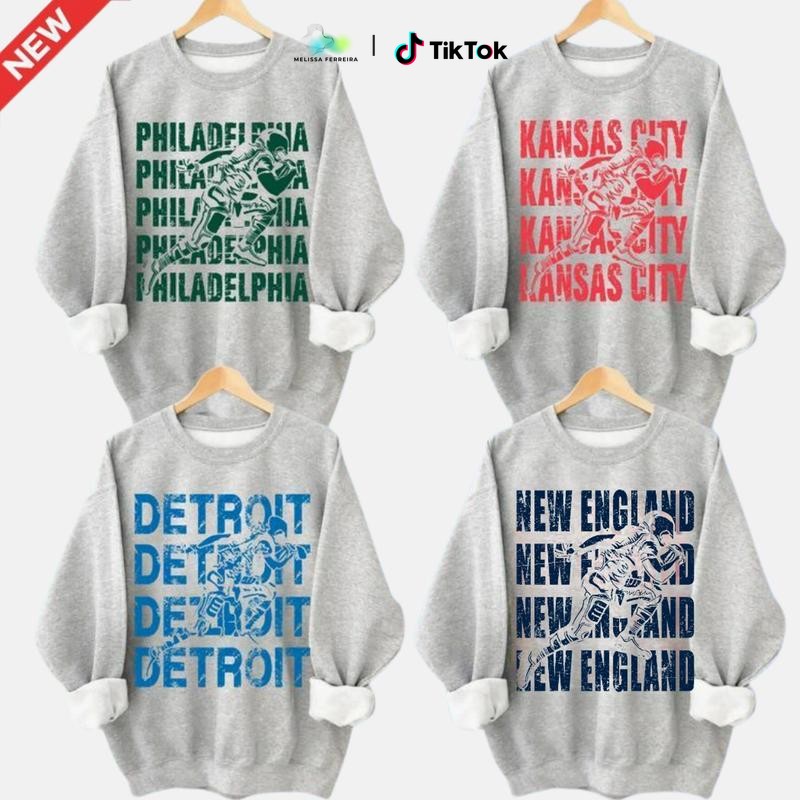 NEW
MELISSA FERREIRA
TikTok
PHILADELPHIA
PHILADELPHIA
PHILADELPHIA
PHILADELPHIA
PHILADELPHIA
KANSAS CITY
KANSAS CITY
KANSAS CITY
KANSAS CITY
DETROIT
DETROIT
DETROIT
DETROIT
NEW ENGLAND
NEW ENGLAND
NEW ENGLAND
NEW ENGLAND